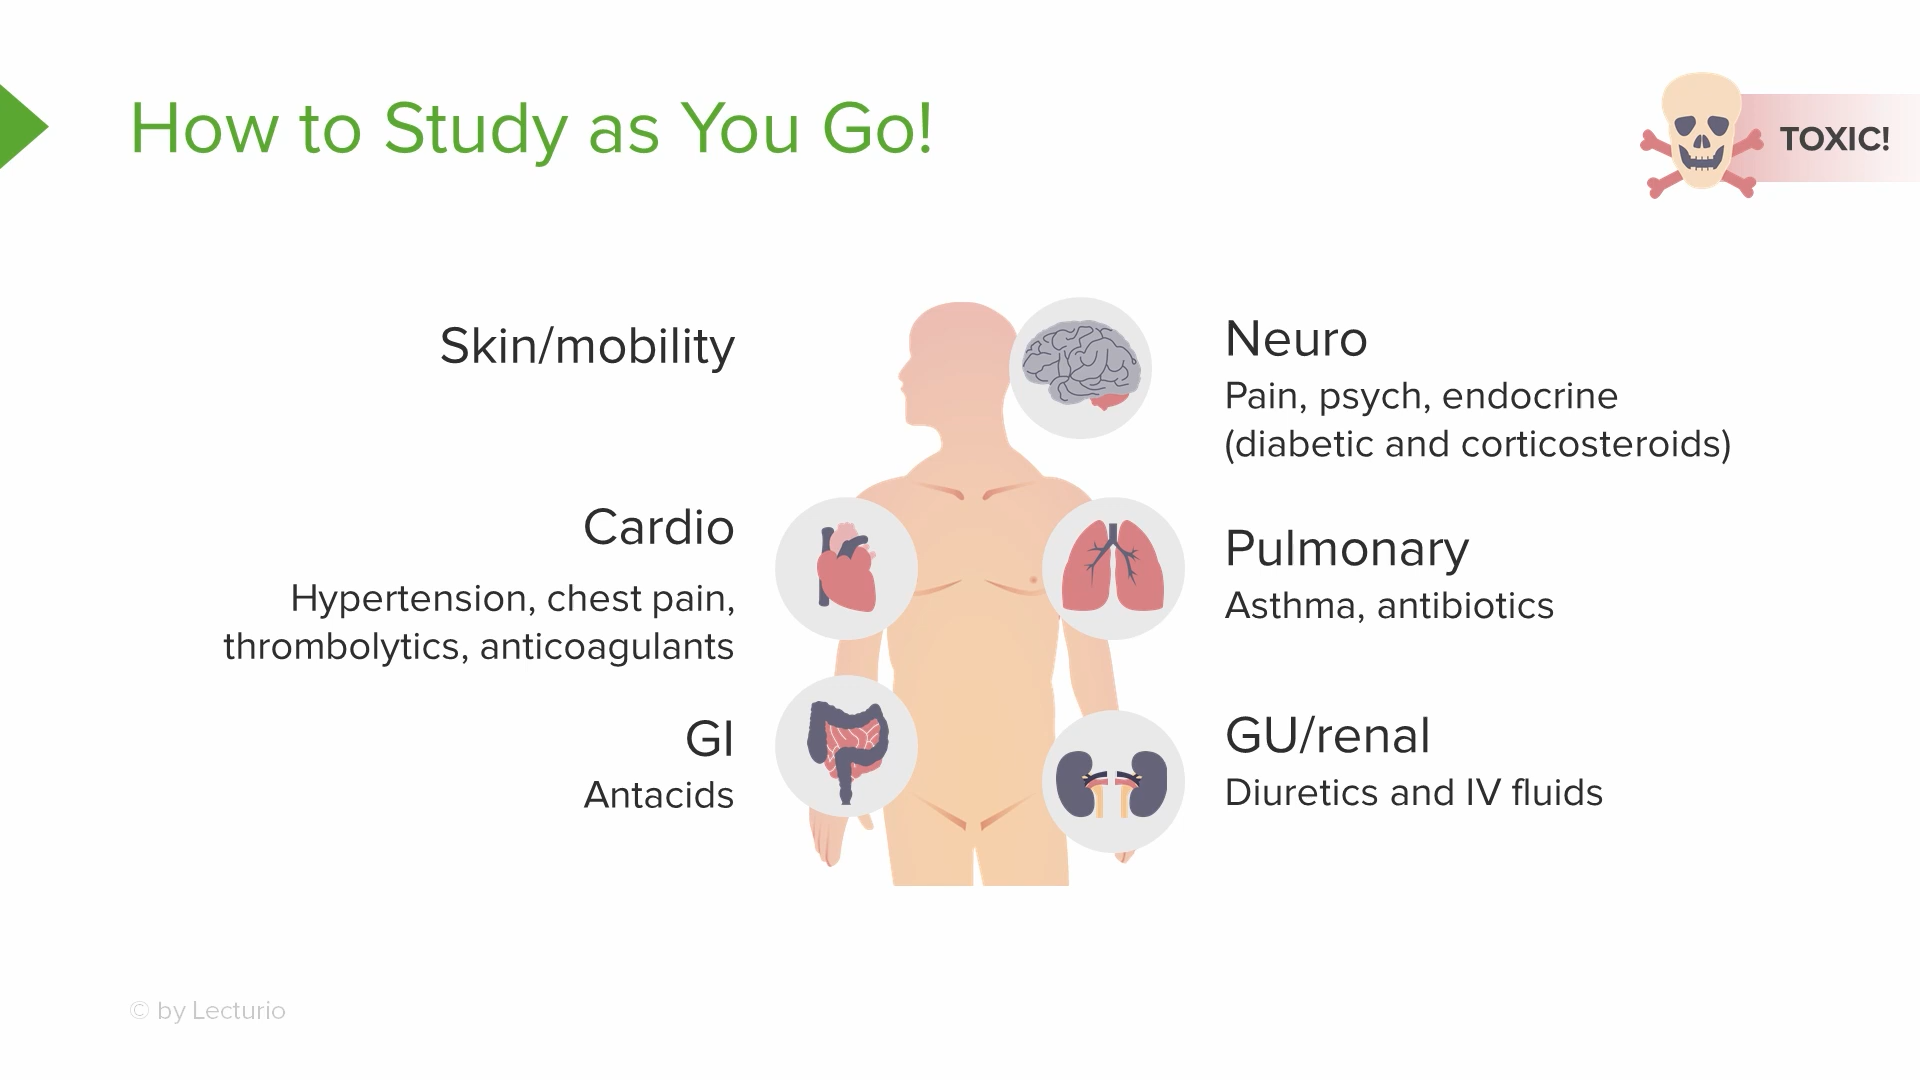 How to Study as You Go!
TOXIC!
Skin/mobility
Cardio
Hypertension, chest pain,
thrombolytics, anticoagulants
GI
Antacids
Neuro
Pain, psych, endocrine
(diabetic and corticosteroids)
Pulmonary
Asthma, antibiotics
GU/renal
Diuretics and IV fluids
© by Lecturio